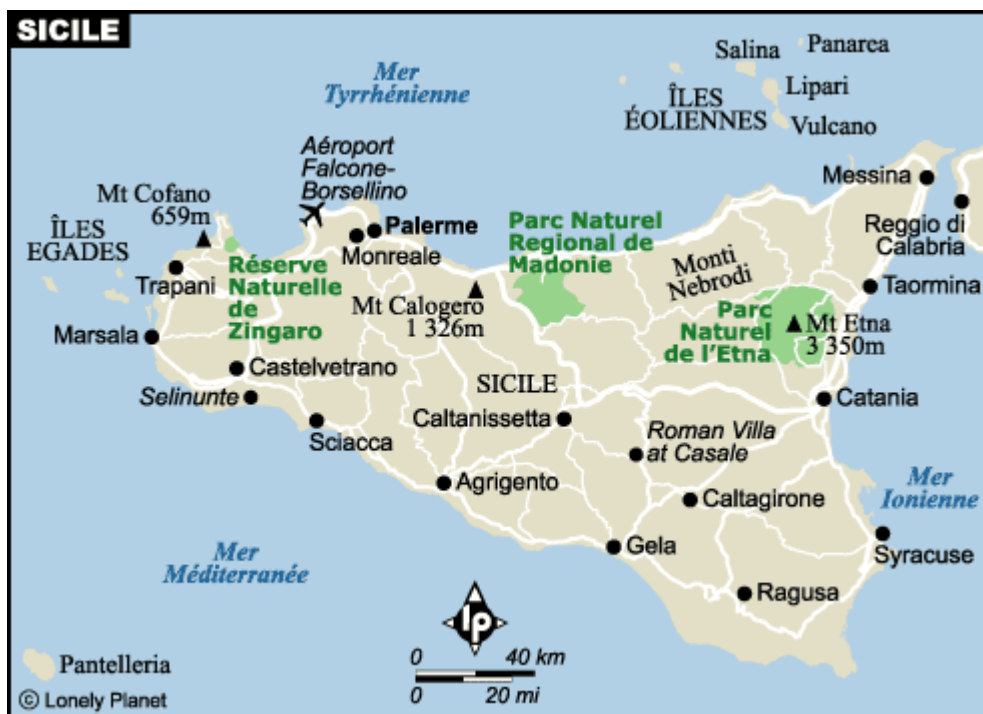 SICILE
Salina
Panarea
Mer
Tyrrhénienne
Lipari
ÎLES
ÉOLIENNES
Vulcano
Aéroport
Falcone-
Borsellino
Messina
Mt Cofano
659m
ÎLES
EGADES
Palerme
Monreale
Parc Naturel
Regional de
Madonie
Reggio di
Calabria
Monti
Nebrodi
Réserve
Naturelle
de
Zingaro
Trapani
Mt Calogero
1 326m
Taormina
Parc
Naturel
de l'Etna
Mt Etna
3 350m
Marsala
Castelvetrano
SICILE
Selinunte
Catania
Caltanissetta
Sciacca
Roman Villa
at Casale
Agrigento
Caltagirone
Mer
Ionienne
Gela
Syracuse
Mer
Méditerranée
Ragusa
lp
0 40 km
0 20 mi
Pantelleria
© Lonely Planet